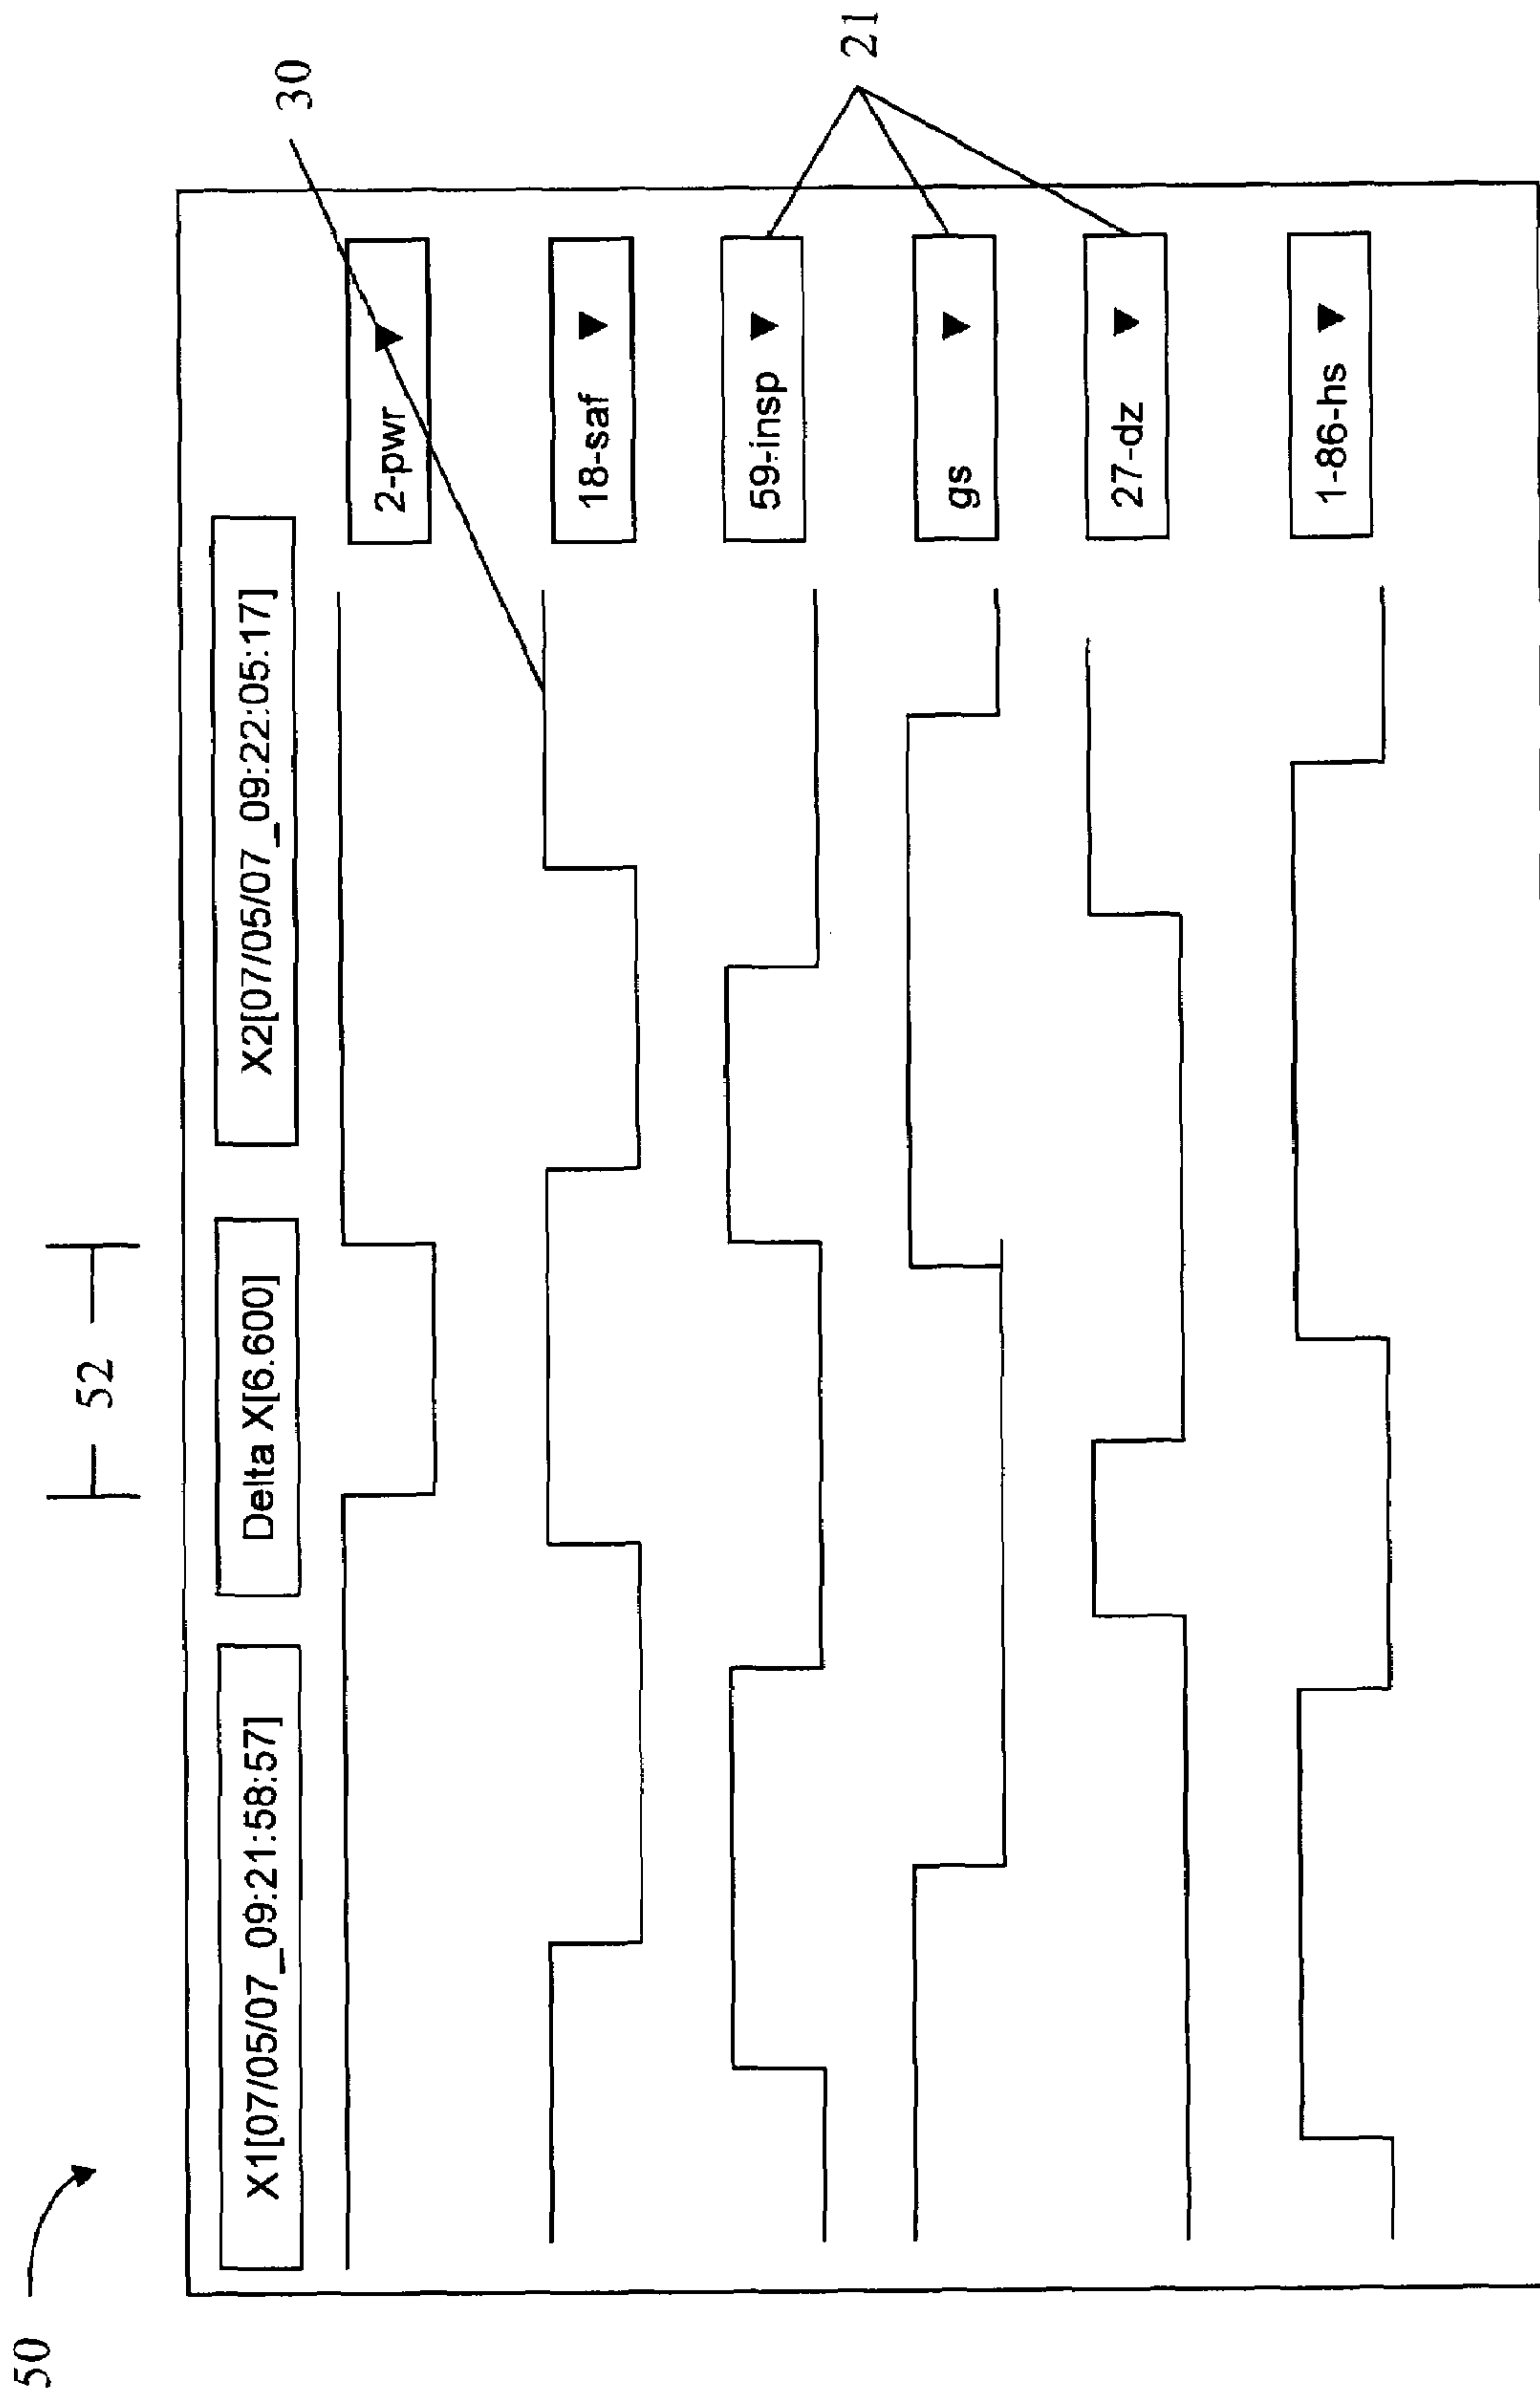 50
52
30
X1[07/05/07_09:21:58:57]
Delta X[6.600]
X2[07/05/07_09:22:05:17]
2-pwr
18-saf
59-insp
gs
27-dz
1-86-hs
21